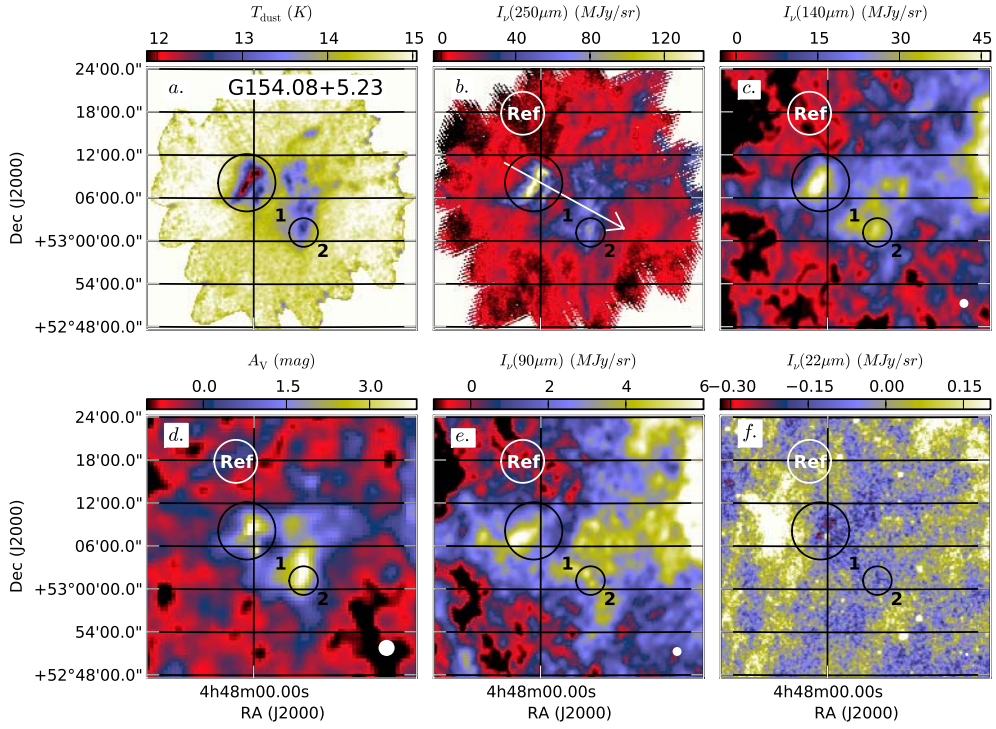 T_dust (K)
12 13 14 15
I_ν(250μm) (MJy/sr)
0 40 80 120
I_ν(140μm) (MJy/sr)
0 15 30 45
24'00.0"
18'00.0"
12'00.0"
06'00.0"
+53°00'00.0"
54'00.0"
+52°48'00.0"
Dec (J2000)
a. G154.08+5.23
1
2
b.
Ref
1
2
c.
Ref
1
2
A_V (mag)
0.0 1.5 3.0
I_ν(90μm) (MJy/sr)
0 2 4 6
I_ν(22μm) (MJy/sr)
−0.30 −0.15 0.00 0.15
24'00.0"
18'00.0"
12'00.0"
06'00.0"
+53°00'00.0"
54'00.0"
+52°48'00.0"
Dec (J2000)
d.
Ref
1
2
e.
Ref
1
2
f.
Ref
1
2
4h48m00.00s
RA (J2000)
4h48m00.00s
RA (J2000)
4h48m00.00s
RA (J2000)